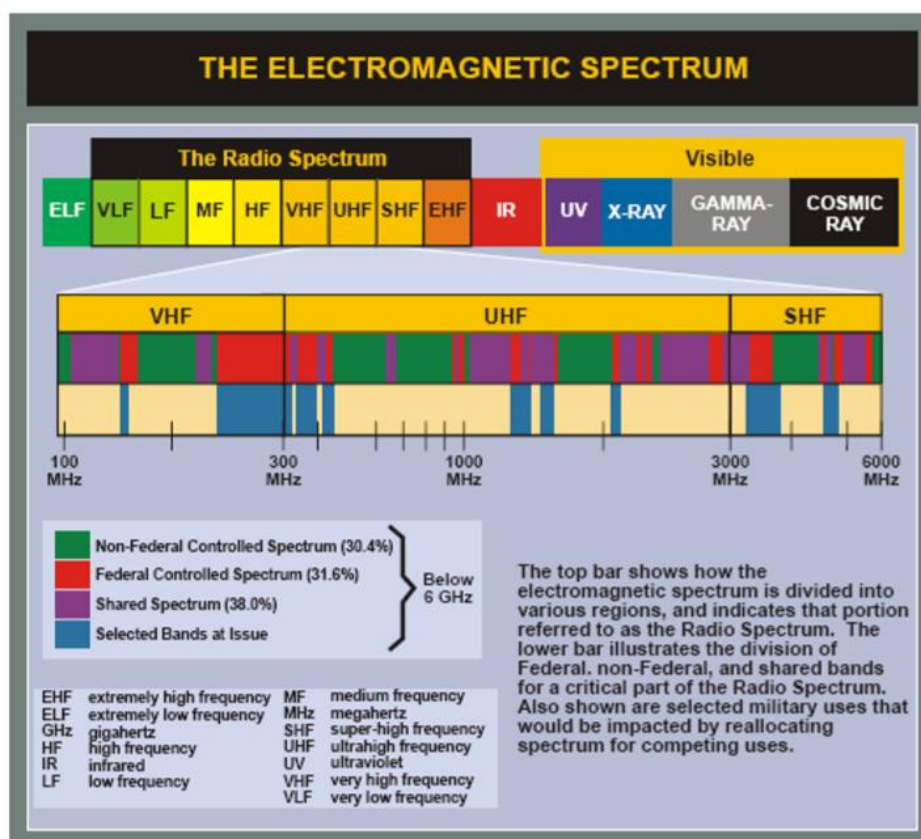 THE ELECTROMAGNETIC SPECTRUM
The Radio Spectrum
Visible
ELF VLF LF MF HF VHF UHF SHF EHF IR UV X-RAY GAMMA-
RAY COSMIC
RAY
VHF UHF SHF
100
MHz
300
MHz
1000
MHz
3000
MHz
6000
MHz
Non-Federal Controlled Spectrum (30.4%)
Federal Controlled Spectrum (31.6%)
Shared Spectrum (38.0%)
Selected Bands at Issue
Below
6 GHz
The top bar shows how the
electromagnetic spectrum is divided into
various regions, and indicates that portion
referred to as the Radio Spectrum. The
lower bar illustrates the division of
Federal. non-Federal, and shared bands
for a critical part of the Radio Spectrum.
Also shown are selected military uses that
would be impacted by reallocating
spectrum for competing uses.
EHF extremely high frequency
ELF extremely low frequency
GHz gigahertz
HF high frequency
IR infrared
LF low frequency
MF medium frequency
MHz megahertz
SHF super-high frequency
UHF ultrahigh frequency
UV ultraviolet
VHF very high frequency
VLF very low frequency